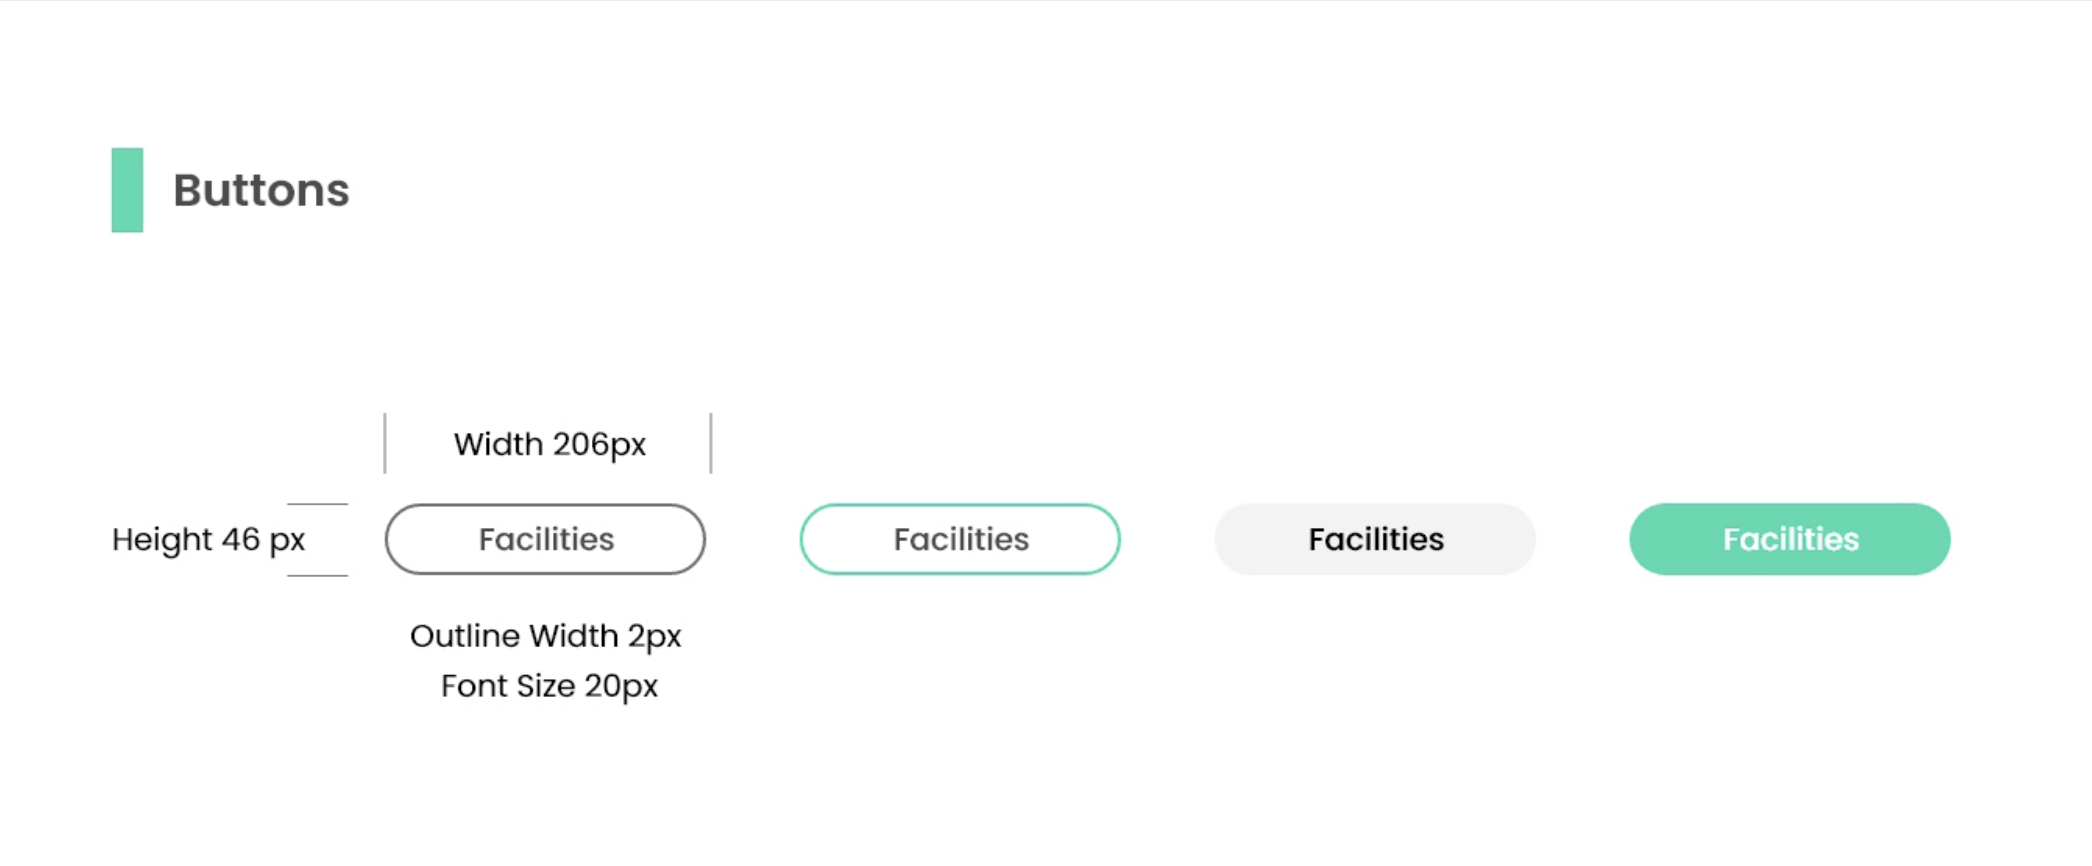 Buttons
Width 206px
Height 46 px
Facilities
Facilities
Facilities
Facilities
Outline Width 2px
Font Size 20px